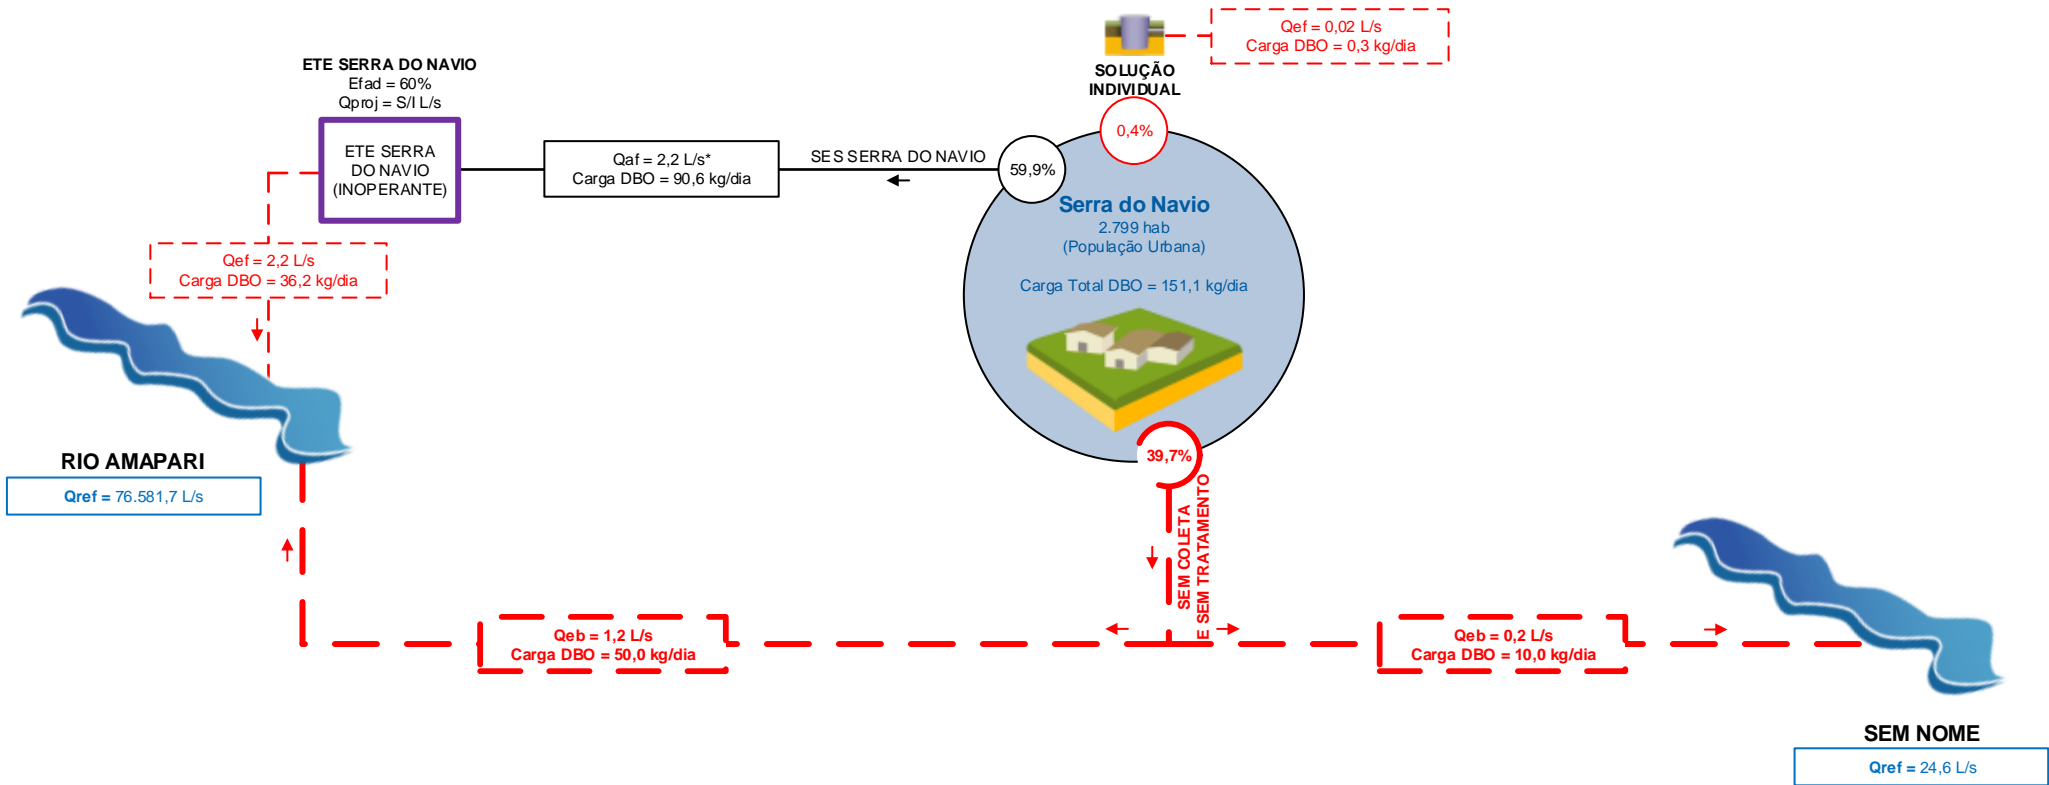 Qef = 0,02 L/s
Carga DBO = 0,3 kg/dia
SOLUÇÃO
INDIVIDUAL
0,4%
ETE SERRA DO NAVIO
Efad = 60%
Qproj = S/I L/s
ETE SERRA
DO NAVIO
(INOPERANTE)
Qaf = 2,2 L/s*
Carga DBO = 90,6 kg/dia
SES SERRA DO NAVIO
59,9%
Serra do Navio
2.799 hab
(População Urbana)
Carga Total DBO = 151,1 kg/dia
Qef = 2,2 L/s
Carga DBO = 36,2 kg/dia
RIO AMAPARI
Qref = 76.581,7 L/s
39,7%
SEM COLETA
E SEM TRATAMENTO
Qeb = 1,2 L/s
Carga DBO = 50,0 kg/dia
Qeb = 0,2 L/s
Carga DBO = 10,0 kg/dia
SEM NOME
Qref = 24,6 L/s